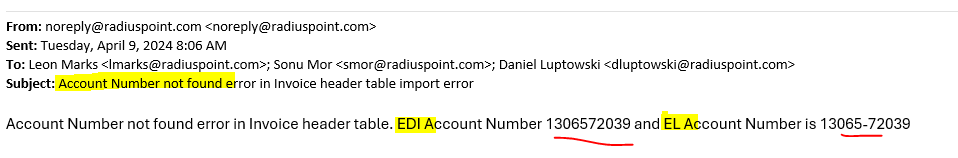 From: noreply@radiuspoint.com <noreply@radiuspoint.com>
Sent: Tuesday, April 9, 2024 8:06 AM
To: Leon Marks <lmarks@radiuspoint.com>; Sonu Mor <smor@radiuspoint.com>; Daniel Luptowski <dluptowski@radiuspoint.com>
Subject: Account Number not found error in Invoice header table import error
Account Number not found error in Invoice header table. EDI Account Number 1306572039 and EL Account Number is 13065-72039